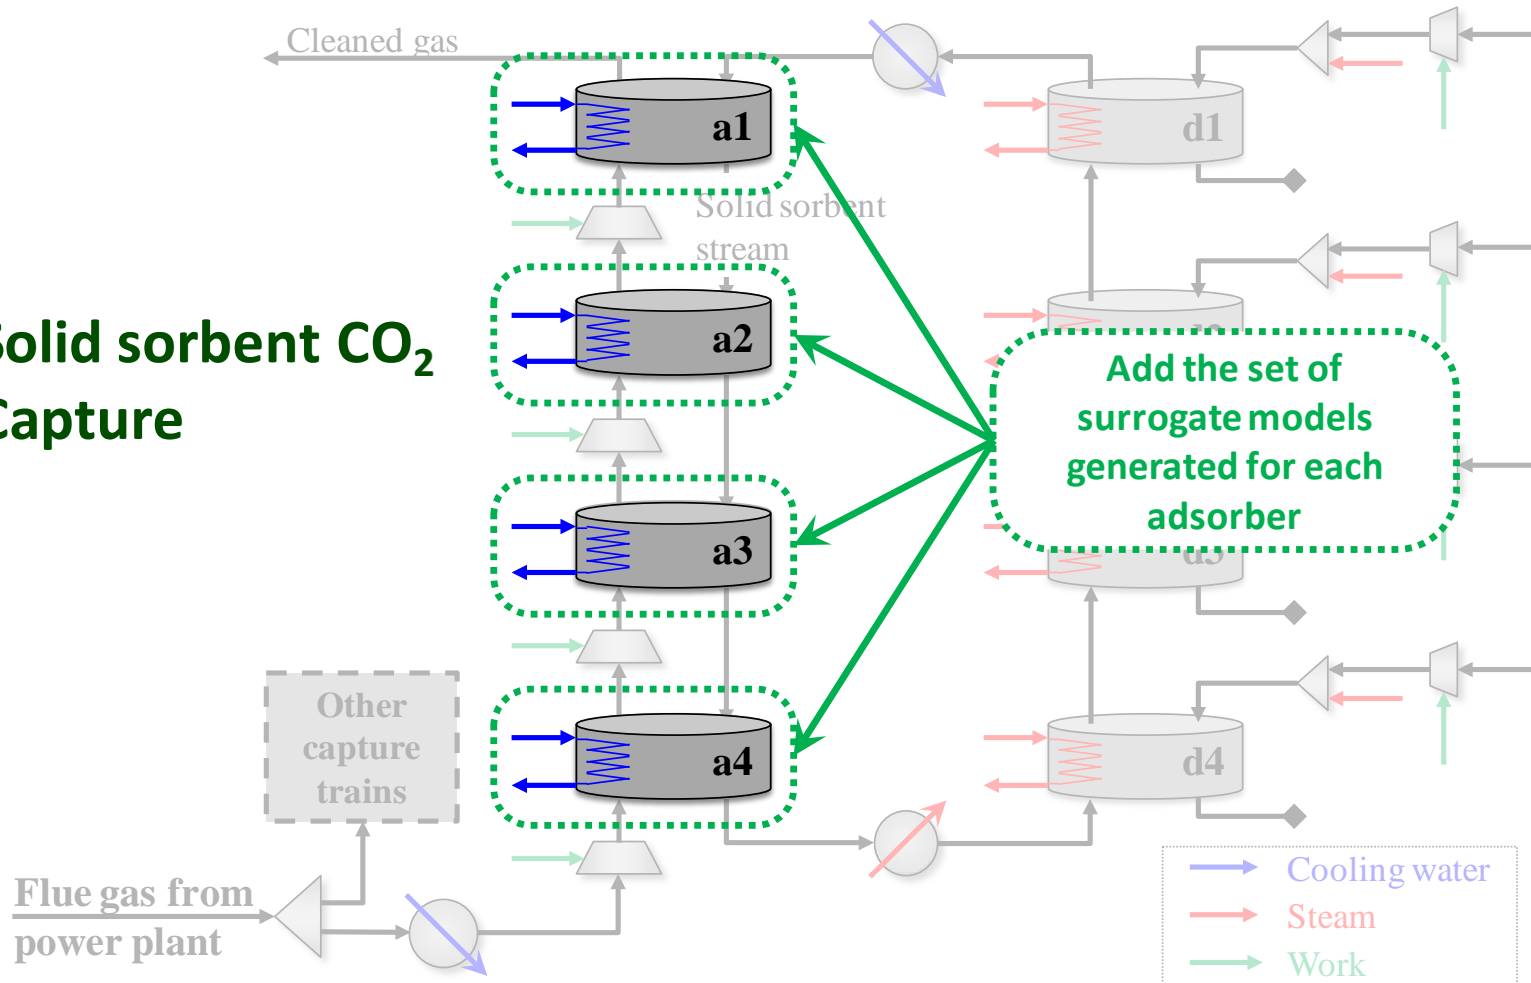 Cleaned gas
a1
d1
Solid sorbent
stream
olid sorbent CO₂
apture
a2
Add the set of
surrogate models
generated for each
adsorber
a3
Other
capture
trains
a4
d4
Flue gas from
power plant
Cooling water
Steam
Work